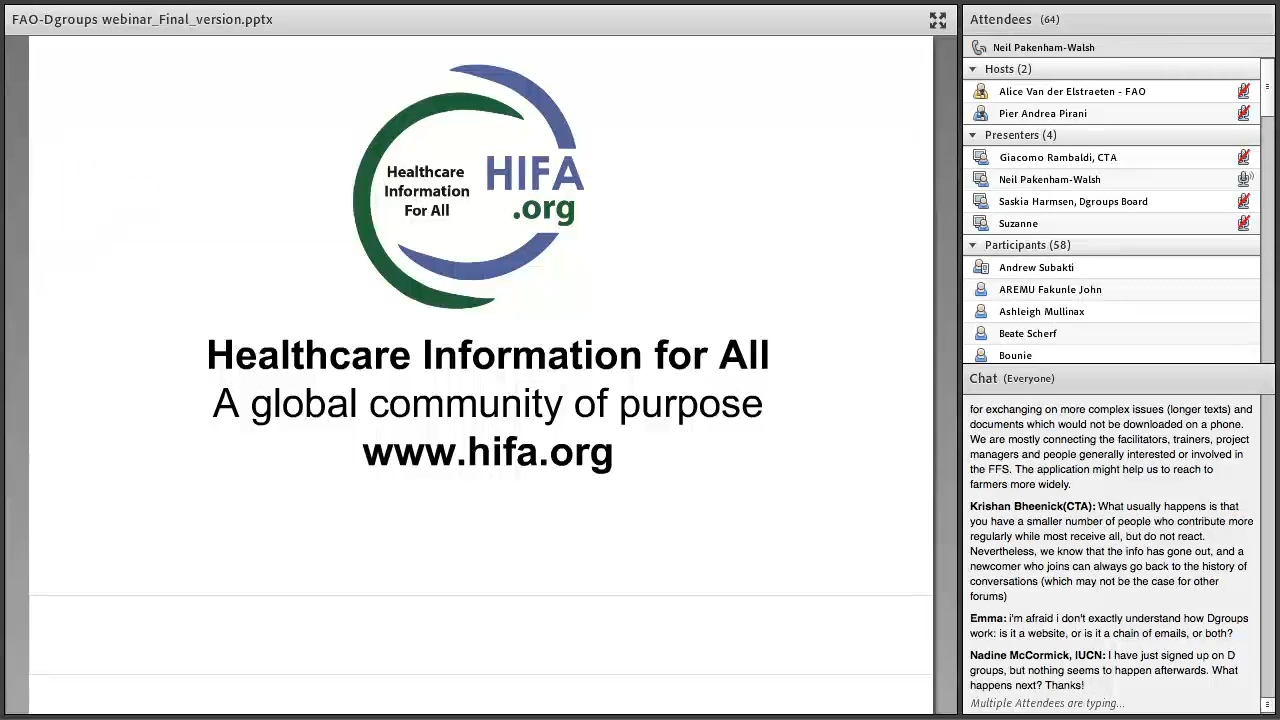 FAO-Dgroups webinar_Final_version.pptx
Healthcare
Information
For All
HIFA
.org
Healthcare Information for All
A global community of purpose
www.hifa.org
Attendees (64)
Neil Pakenham-Walsh
Hosts (2)
Alice Van der Elstraeten - FAO
Pier Andrea Pirani
Presenters (4)
Giacomo Rambaldi, CTA
Neil Pakenham-Walsh
Saskia Harmsen, Dgroups Board
Suzanne
Participants (58)
Andrew Subakti
AREMU Fakunle John
Ashleigh Mullinax
Beate Scherf
Bounie
Chat (Everyone)
for exchanging on more complex issues (longer texts) and
documents which would not be downloaded on a phone.
We are mostly connecting the facilitators, trainers, project
managers and people generally interested or involved in
the FFS. The application might help us to reach to
farmers more widely.
Krishan Bheenick(CTA): What usually happens is that
you have a smaller number of people who contribute more
regularly while most receive all, but do not react.
Nevertheless, we know that the info has gone out, and a
newcomer who joins can always go back to the history of
conversations (which may not be the case for other
forums)
Emma: i'm afraid i don't exactly understand how Dgroups
work: is it a website, or is it a chain of emails, or both?
Nadine McCormick, IUCN: I have just signed up on D
groups, but nothing seems to happen afterwards. What
happens next? Thanks!
Multiple Attendees are typing...